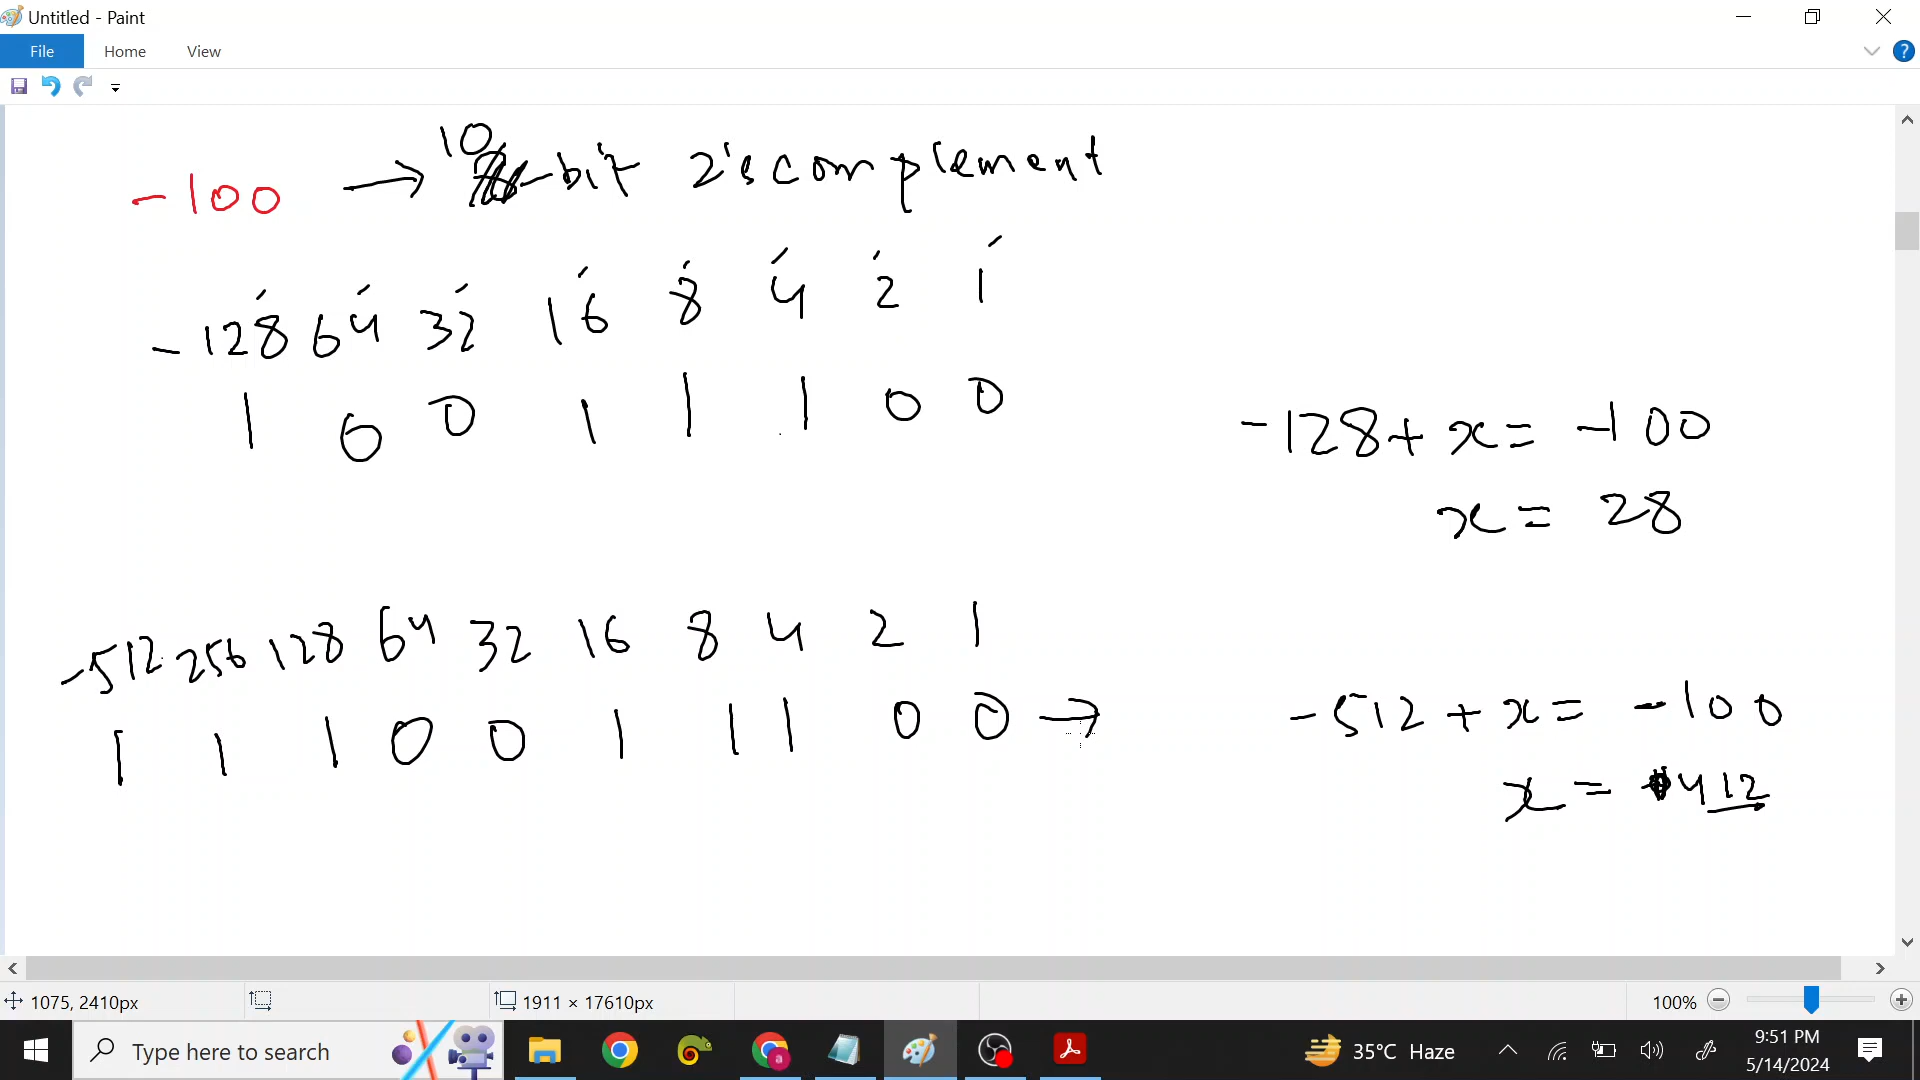 Untitled - Paint
File Home View
-100 → 10-bit 2's complement
-128 64 32 16 8 4 2 1
1 0 0 1 1 1 0 0
-128 + x = -100
x = 28
-512 256 128 64 32 16 8 4 2 1
1 1 1 0 0 1 1 1 0 0 →
-512 + x = -100
x = 412
1075, 2410px
1911 × 17610px
100%
Type here to search
35°C Haze
9:51 PM
5/14/2024